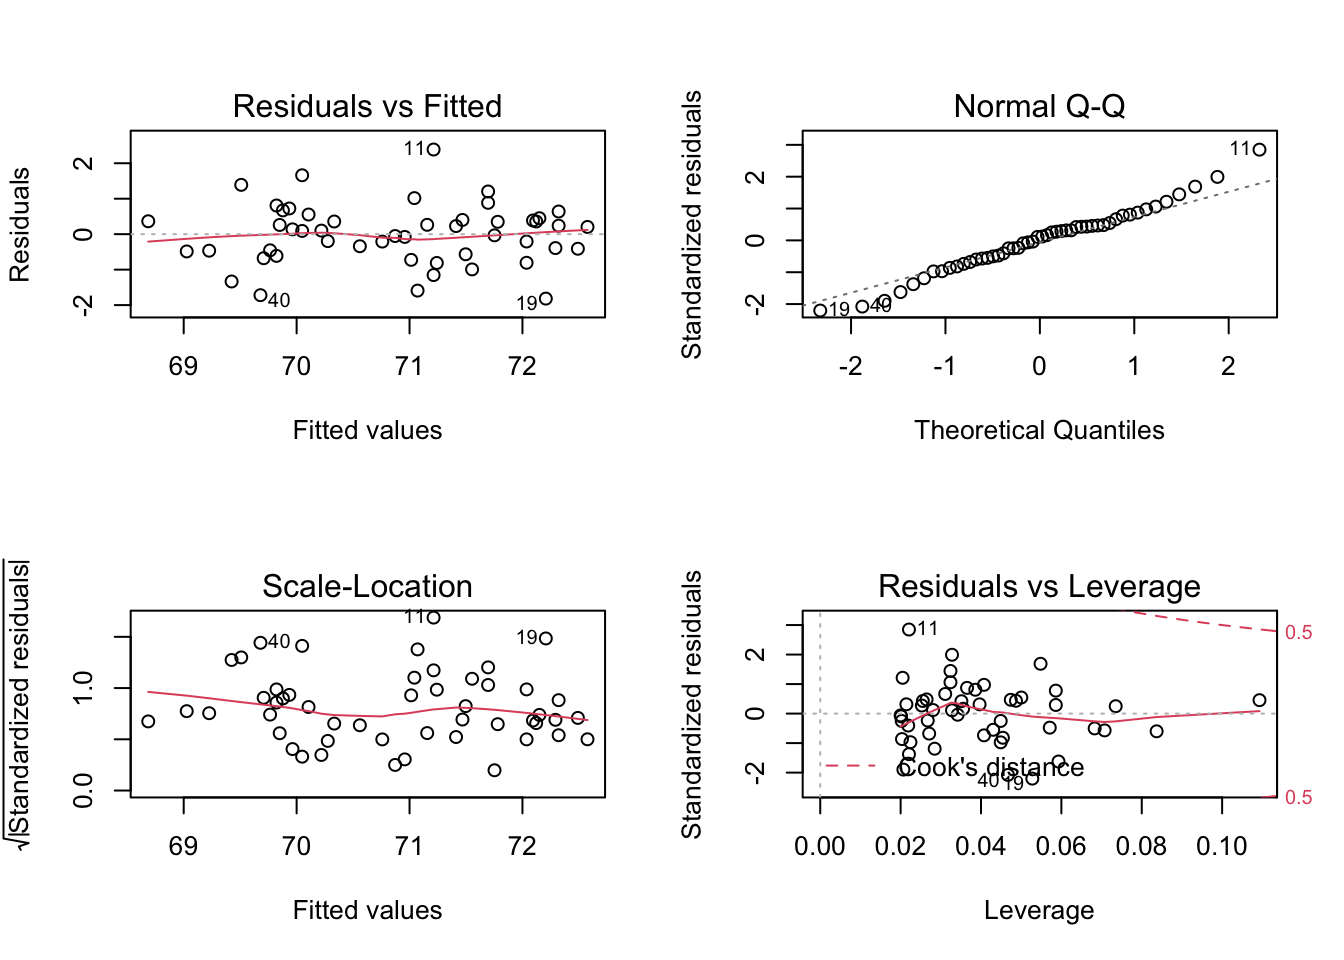 Residuals vs Fitted
Residuals
2
0
-2
11
40
19
69 70 71 72
Fitted values
Normal Q-Q
Standardized residuals
2
0
-2
11
19
40
-2 -1 0 1 2
Theoretical Quantiles
Scale-Location
√|Standardized residuals|
1.0
0.0
11
40
19
69 70 71 72
Fitted values
Residuals vs Leverage
Standardized residuals
2
0
-2
11
0.5
Cook's distance
40
19
0.5
0.00 0.02 0.04 0.06 0.08 0.10
Leverage